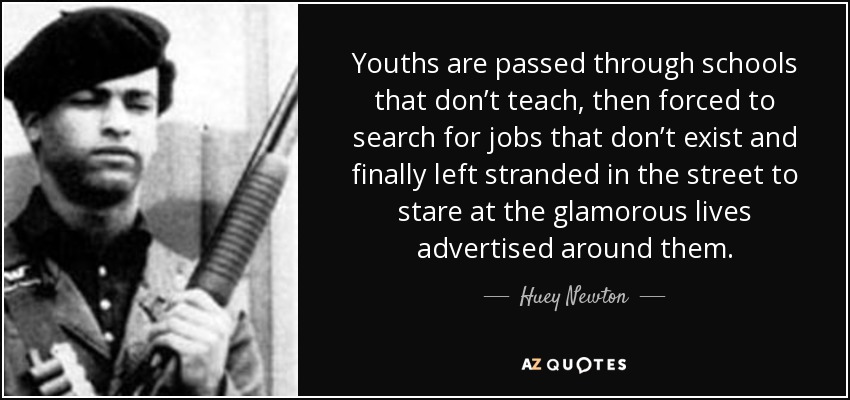 Youths are passed through schools
that don’t teach, then forced to
search for jobs that don’t exist and
finally left stranded in the street to
stare at the glamorous lives
advertised around them.
Huey Newton
AZ QUOTES